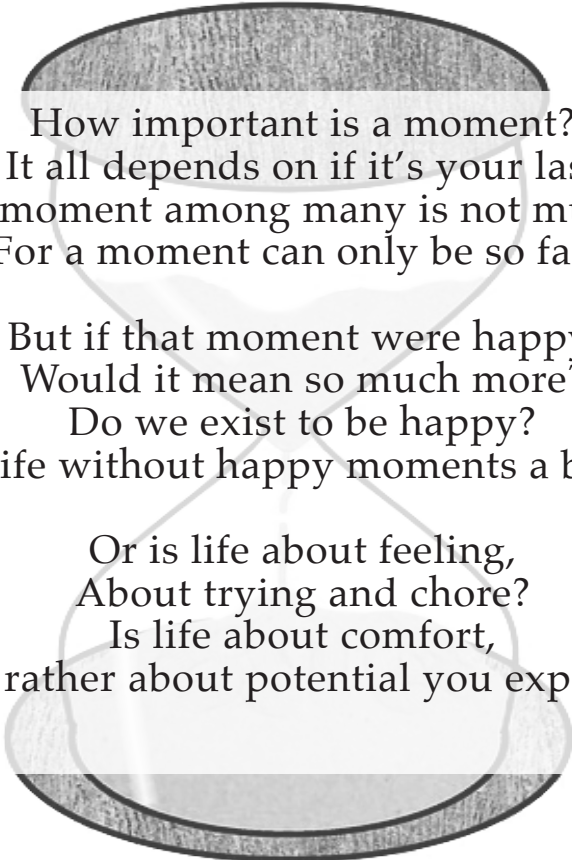 How important is a moment?
It all depends on if it's your
moment among many is not
For a moment can only be so

But if that moment were happy
Would it mean so much more?
Do we exist to be happy?
without happy moments a

Or is life about feeling,
About trying and chore?
Is life about comfort,
rather about potential you